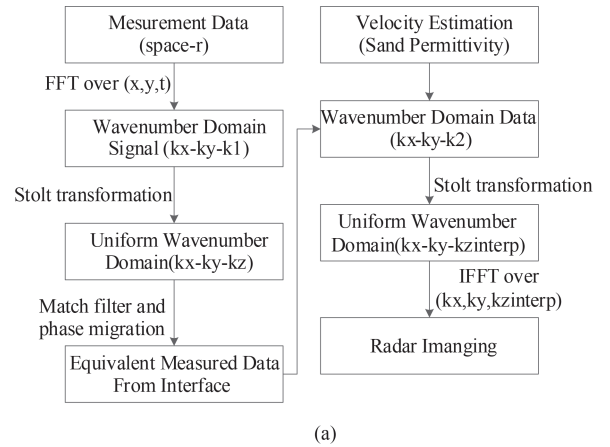 Mesurement Data
(space-r)
FFT over (x,y,t)
Wavenumber Domain
Signal (kx-ky-k1)
Stolt transformation
Uniform Wavenumber
Domain(kx-ky-kz)
Match filter and
phase migration
Equivalent Measured Data
From Interface
Velocity Estimation
(Sand Permittivity)
Wavenumber Domain Data
(kx-ky-k2)
Stolt transformation
Uniform Wavenumber
Domain(kx-ky-kzinterp)
IFFT over
(kx,ky,kzinterp)
Radar Imanging
(a)